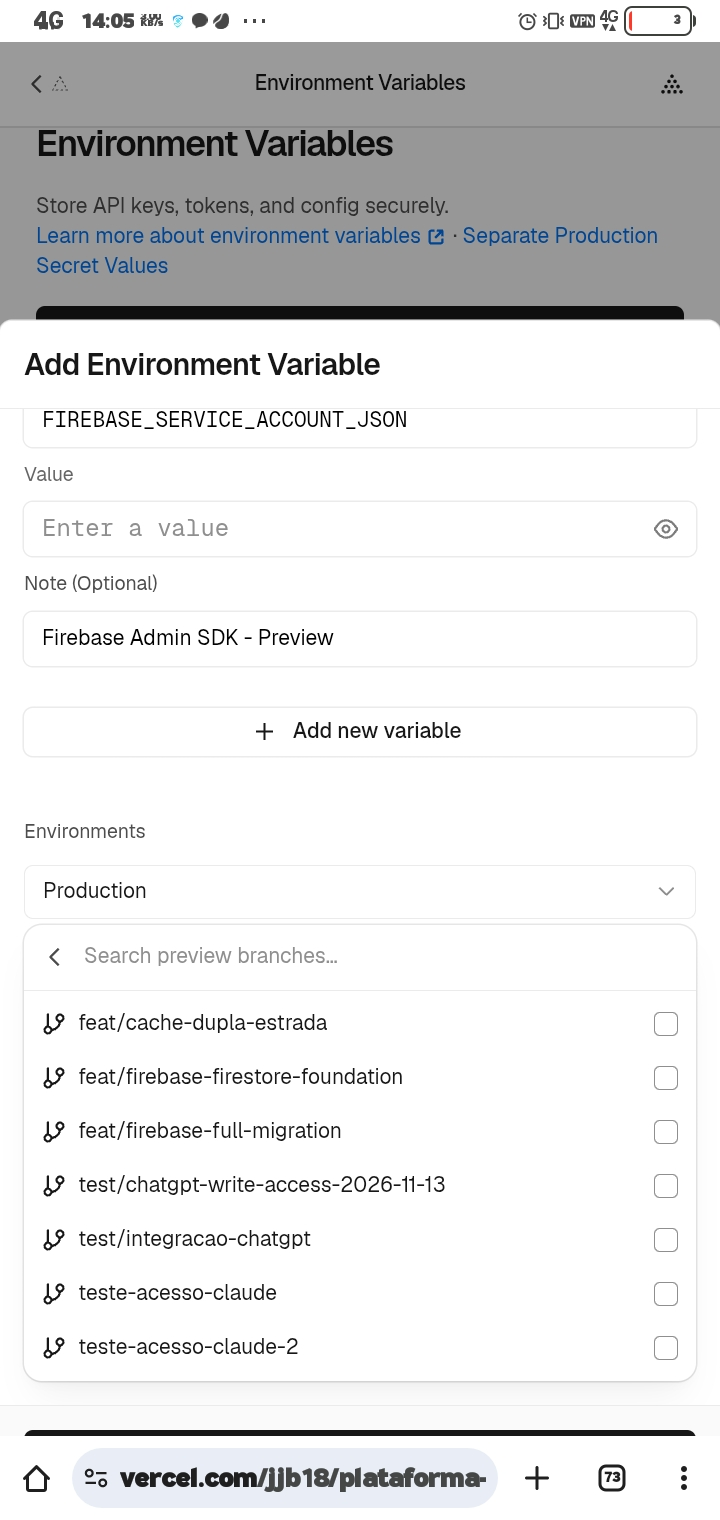 4G 14:05
VPN 4G 3
Environment Variables
Environment Variables
Store API keys, tokens, and config securely.
Learn more about environment variables · Separate Production
Secret Values
Add Environment Variable
FIREBASE_SERVICE_ACCOUNT_JSON
Value
Enter a value
Note (Optional)
Firebase Admin SDK - Preview
+ Add new variable
Environments
Production
Search preview branches...
feat/cache-dupla-estrada
feat/firebase-firestore-foundation
feat/firebase-full-migration
test/chatgpt-write-access-2026-11-13
test/integracao-chatgpt
teste-acesso-claude
teste-acesso-claude-2
vercel.com/jjb18/plataforma-
73